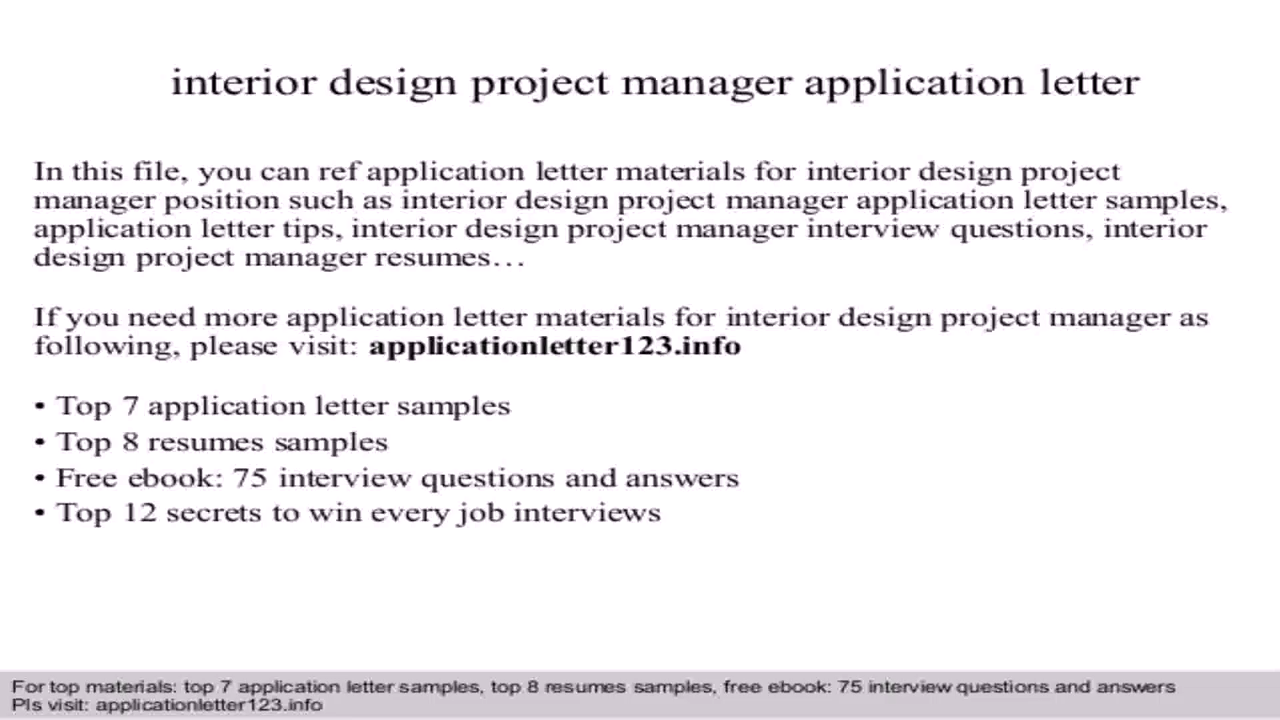 interior design project manager application letter
In this file, you can ref application letter materials for interior design project
manager position such as interior design project manager application letter samples,
application letter tips, interior design project manager interview questions, interior
design project manager resumes…
If you need more application letter materials for interior design project manager as
following, please visit: applicationletter123.info
• Top 7 application letter samples
• Top 8 resumes samples
• Free ebook: 75 interview questions and answers
• Top 12 secrets to win every job interviews
For top materials: top 7 application letter samples, top 8 resumes samples, free ebook: 75 interview questions and answers
Pls visit: applicationletter123.info